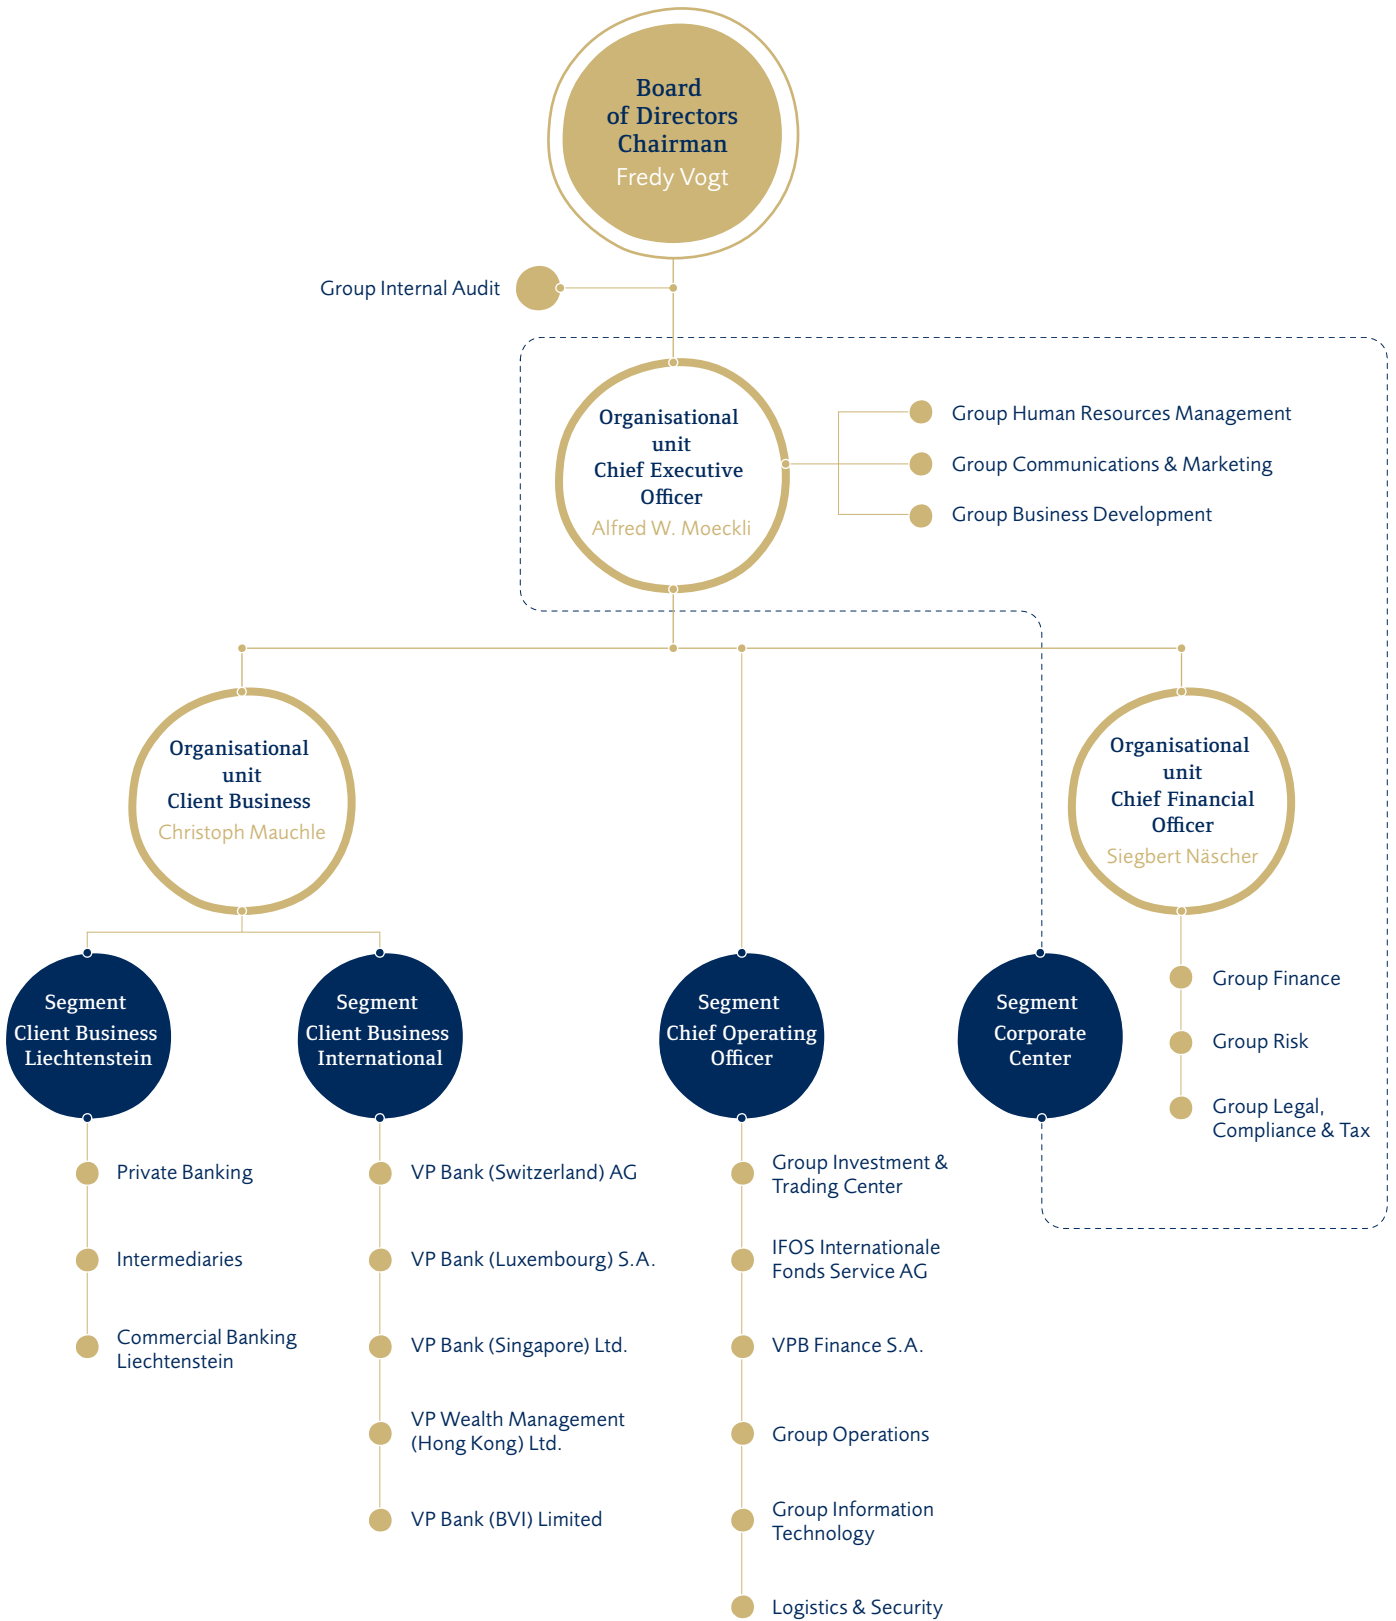 Board
of Directors
Chairman
Fredy Vogt
Group Internal Audit
Organisational
unit
Chief Executive
Officer
Alfred W. Moeckli
Group Human Resources Management
Group Communications & Marketing
Group Business Development
Organisational
unit
Client Business
Christoph Mauchle
Organisational
unit
Chief Financial
Officer
Siegbert Näscher
Segment
Client Business
Liechtenstein
Segment
Client Business
International
Segment
Chief Operating
Officer
Segment
Corporate
Center
Group Finance
Group Risk
Group Legal,
Compliance & Tax
Private Banking
Intermediaries
Commercial Banking
Liechtenstein
VP Bank (Switzerland) AG
VP Bank (Luxembourg) S.A.
VP Bank (Singapore) Ltd.
VP Wealth Management
(Hong Kong) Ltd.
VP Bank (BVI) Limited
Group Investment &
Trading Center
IFOS Internationale
Fonds Service AG
VPB Finance S.A.
Group Operations
Group Information
Technology
Logistics & Security